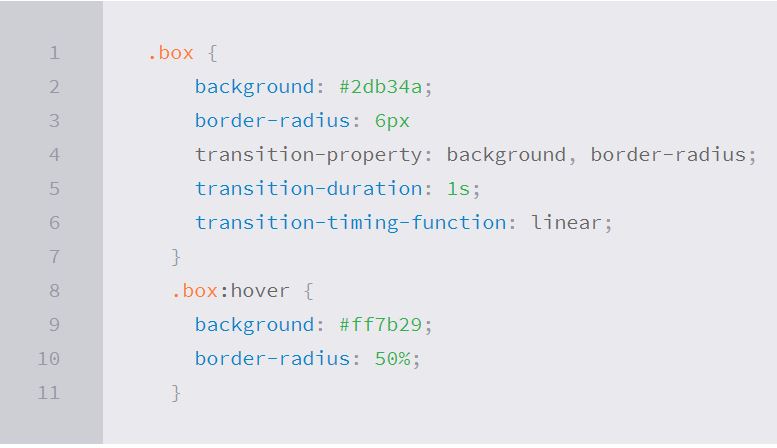 1 .box {
2 background: #2db34a;
3 border-radius: 6px
4 transition-property: background, border-radius;
5 transition-duration: 1s;
6 transition-timing-function: linear;
7 }
8 .box:hover {
9 background: #ff7b29;
10 border-radius: 50%;
11 }